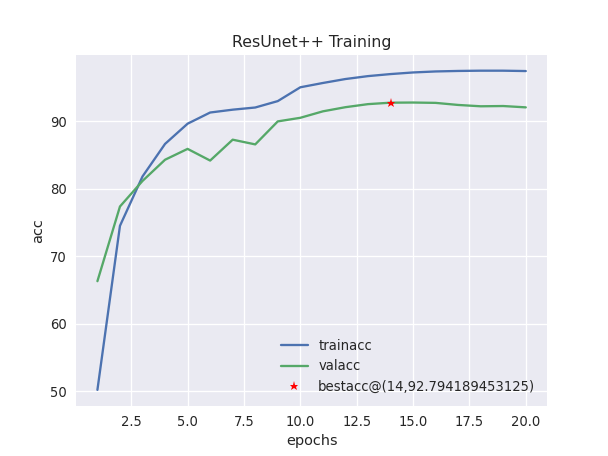 ResUnet++ Training
acc
90
80
70
60
50
trainacc
valacc
bestacc@(14,92.794189453125)
2.5 5.0 7.5 10.0 12.5 15.0 17.5 20.0
epochs